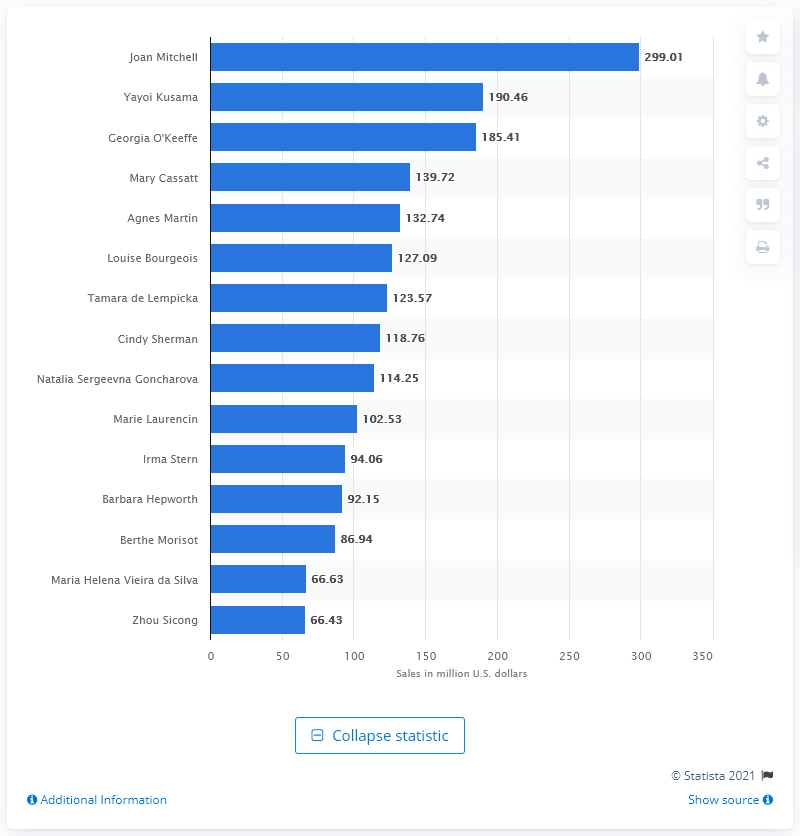 Joan Mitchell 299.01
Yayoi Kusama 190.46
Georgia O'Keeffe 185.41
Mary Cassatt 139.72
Agnes Martin 132.74
Louise Bourgeois 127.09
Tamara de Lempicka 123.57
Cindy Sherman 118.76
Natalia Sergeevna Goncharova 114.25
Marie Laurencin 102.53
Irma Stern 94.06
Barbara Hepworth 92.15
Berthe Morisot 86.94
Maria Helena Vieira da Silva 66.63
Zhou Sicong 66.43
0 50 100 150 200 250 300 350
Sales in million U.S. dollars
Collapse statistic
© Statista 2021
Additional Information Show source